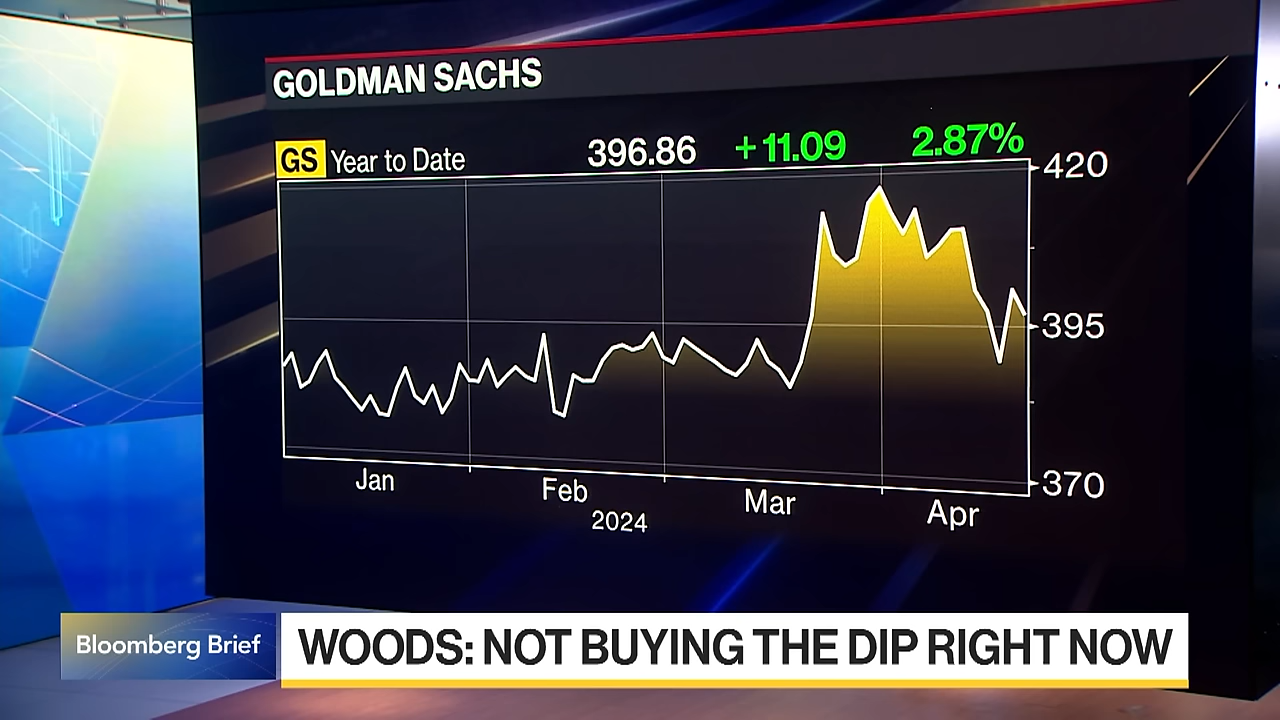 GOLDMAN SACHS
GS Year to Date 396.86 +11.09 2.87%
420
395
370
Jan Feb Mar Apr
2024
Bloomberg Brief
WOODS: NOT BUYING THE DIP RIGHT NOW